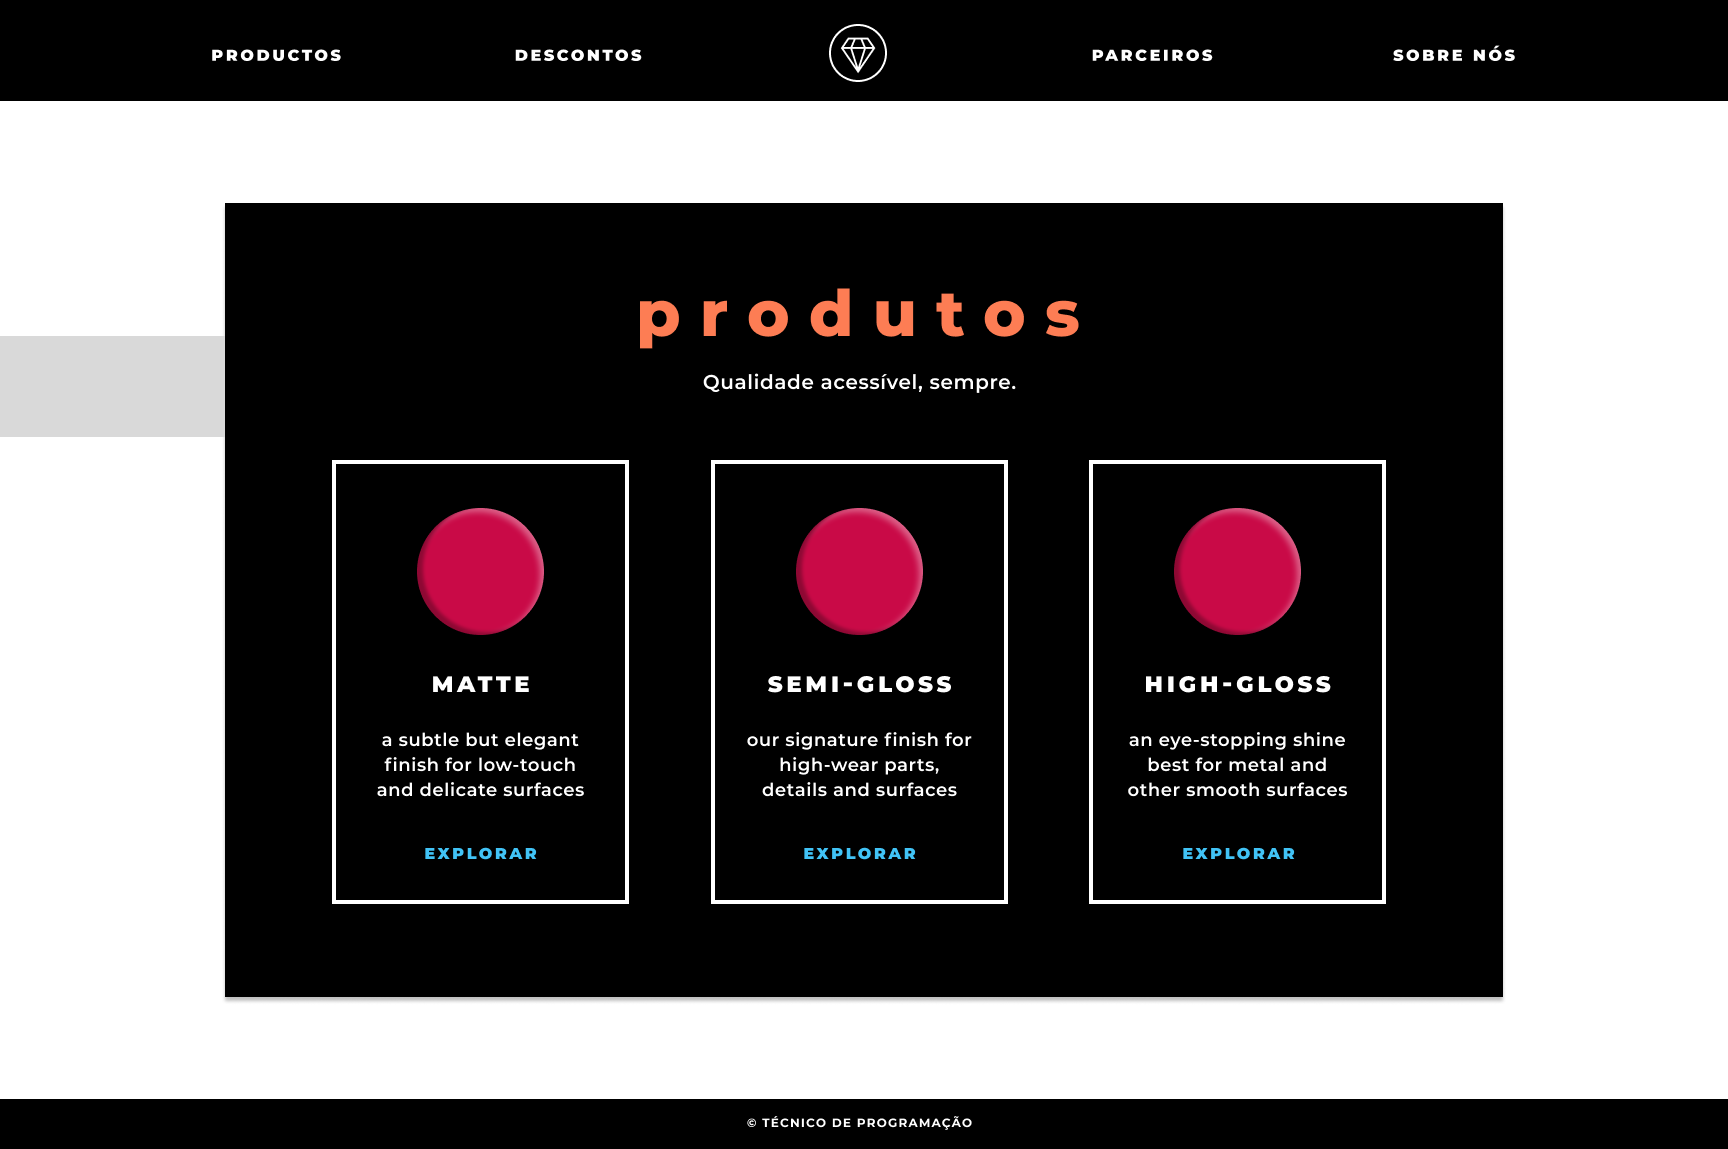 PRODUCTOS
DESCONTOS
PARCEIROS
SOBRE NÓS
produtos
Qualidade acessível, sempre.
MATTE
a subtle but elegant
finish for low-touch
and delicate surfaces
EXPLORAR
SEMI-GLOSS
our signature finish for
high-wear parts,
details and surfaces
EXPLORAR
HIGH-GLOSS
an eye-stopping shine
best for metal and
other smooth surfaces
EXPLORAR
© TÉCNICO DE PROGRAMAÇÃO